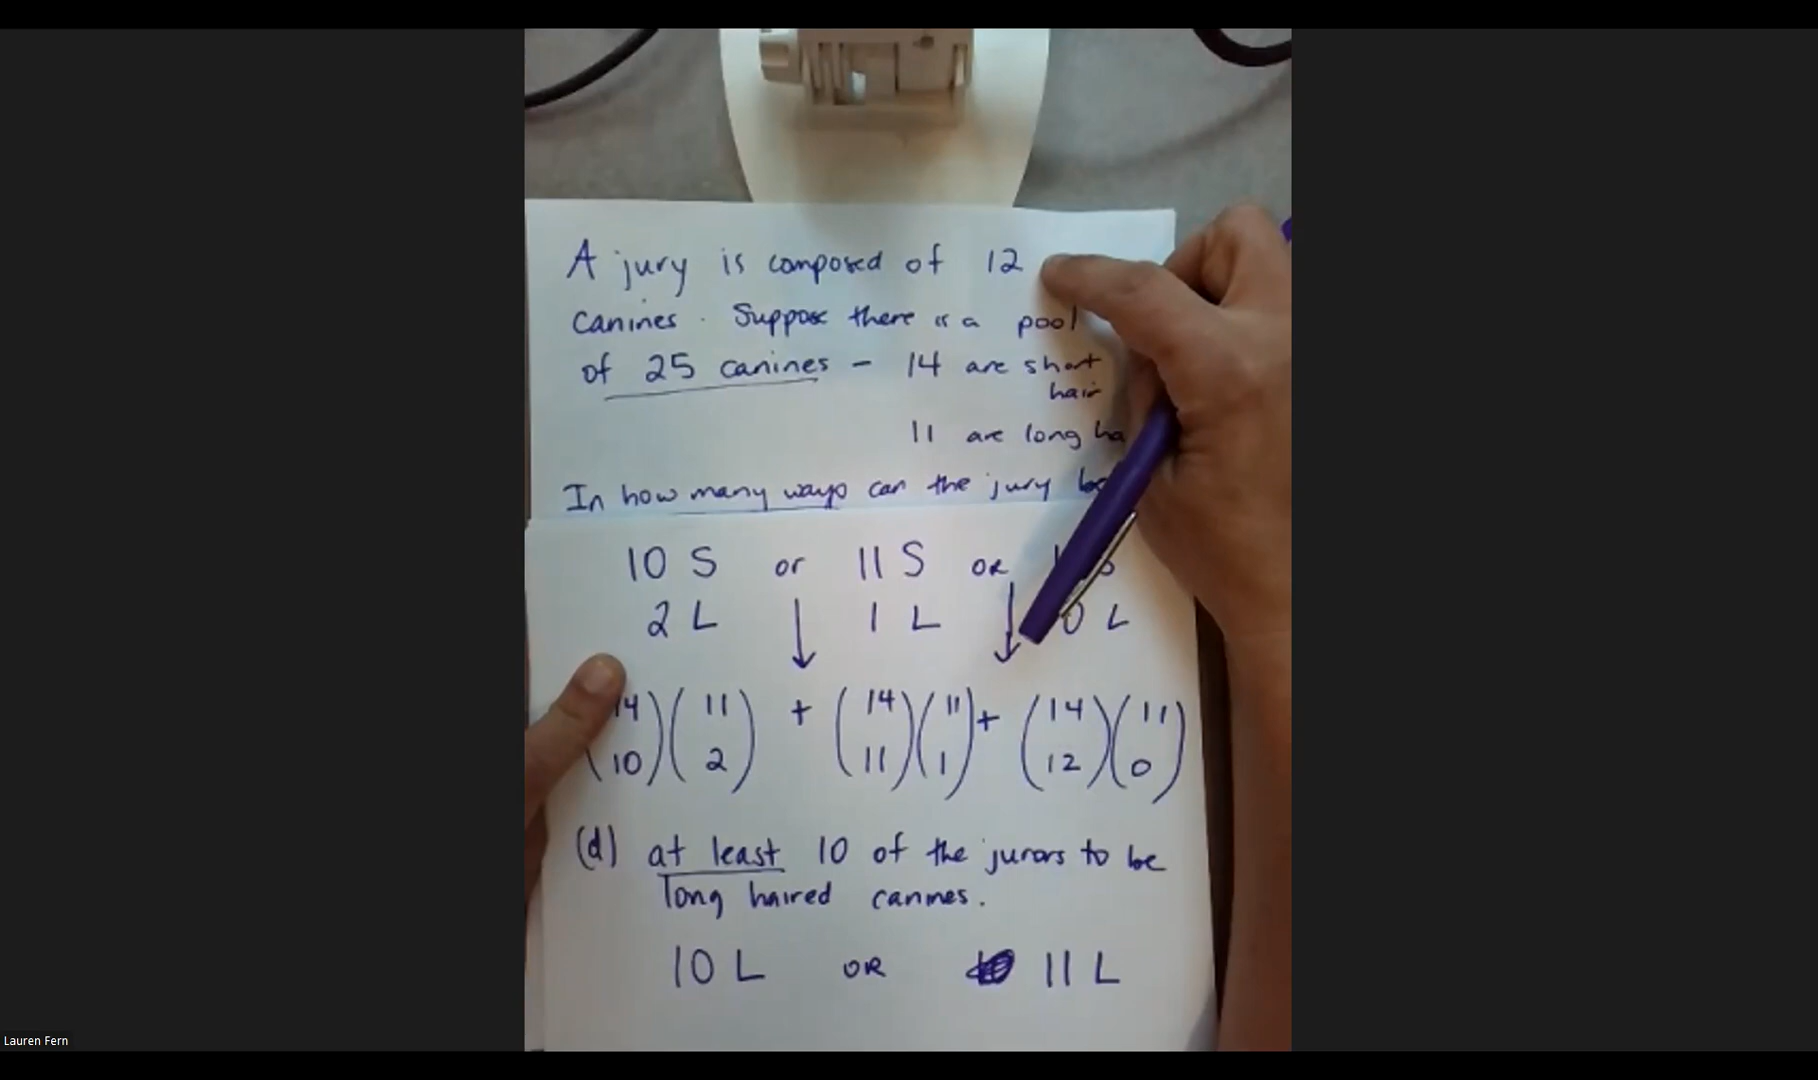 A jury is composed of 12
canines. Suppose there is a pool
of 25 canines - 14 are short
hair
11 are long ha
In how many ways can the jury be
10 S or 11 S OR
2 L 1 L 0 L
14 11 + 14 11 + 14 11
10 2 11 1 12 0
(d) at least 10 of the jurors to be
long haired canines.
10 L OR 11 L
Lauren Fern